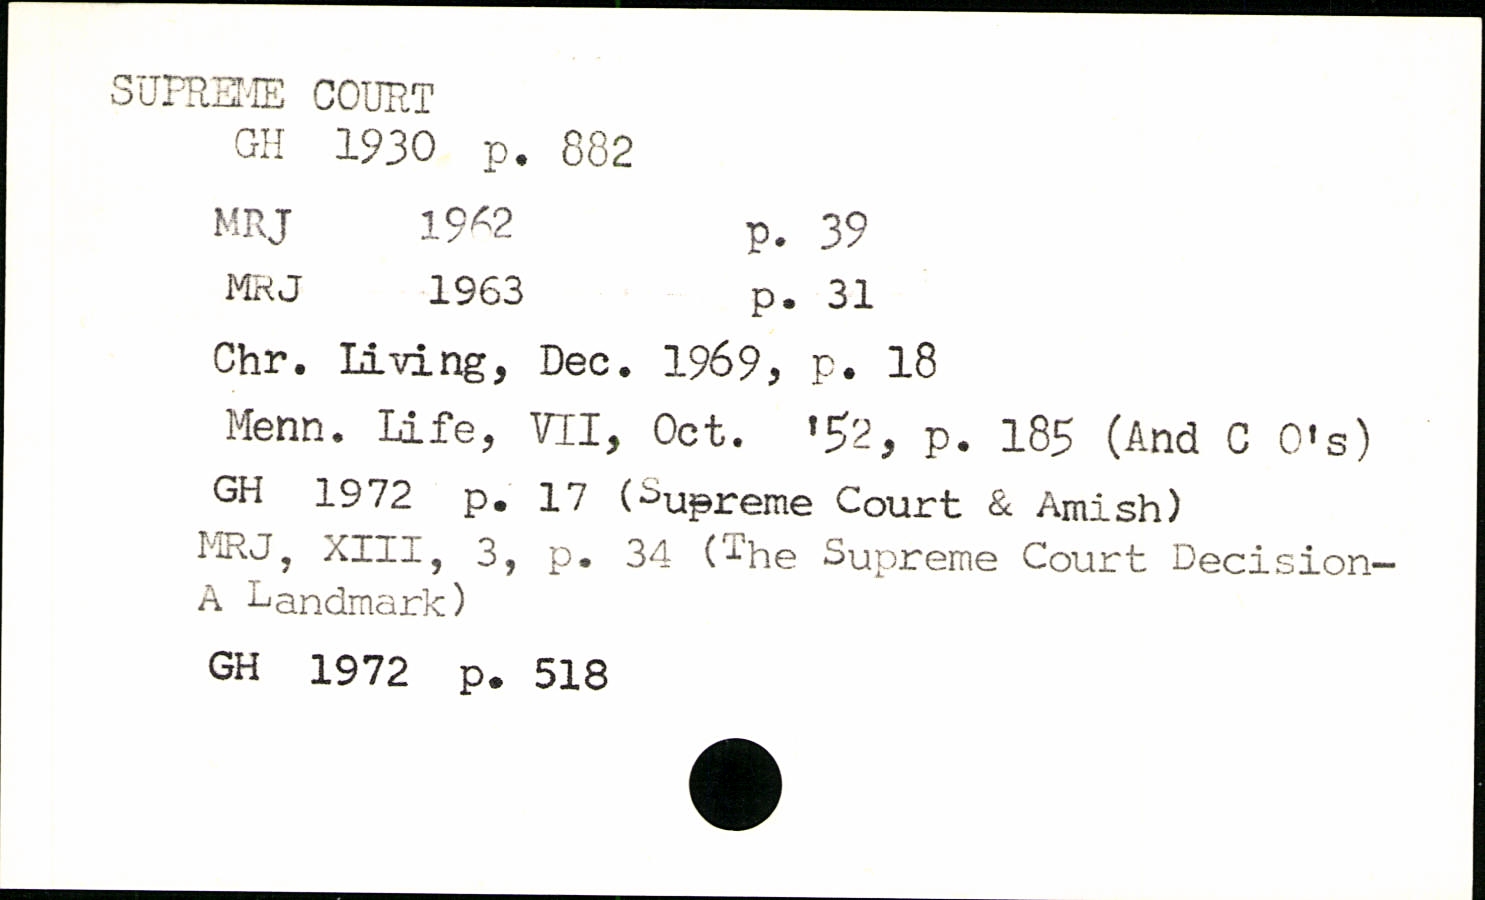 SUPREME COURT
GH 1930 p. 882
MRJ 1962 p. 39
MRJ 1963 p. 31
Chr. Living, Dec. 1969, p. 18
Menn. Life, VII, Oct. '52, p. 185 (And C O's)
GH 1972 p. 17 (Supreme Court & Amish)
MRJ, XIII, 3, p. 34 (The Supreme Court Decision-
A Landmark)
GH 1972 p. 518